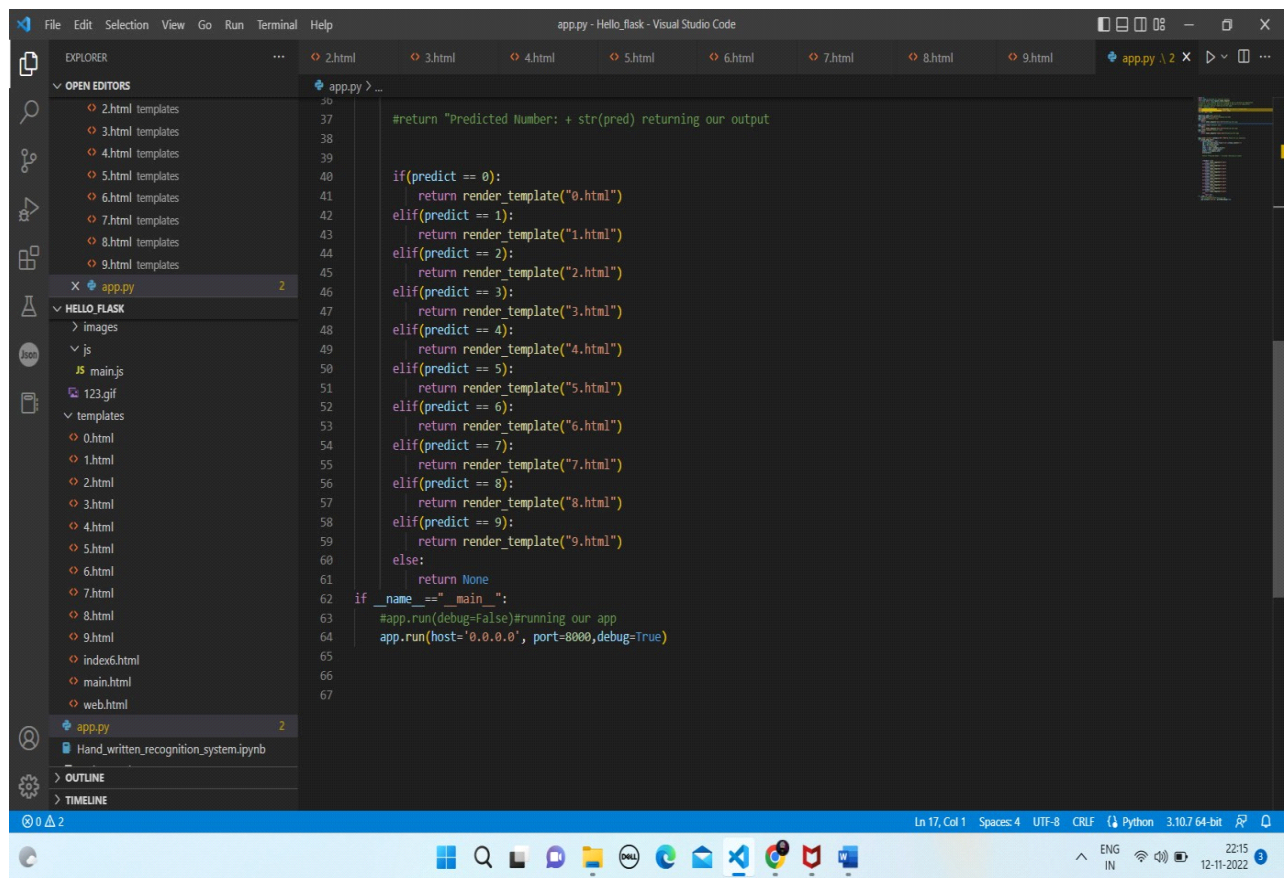 File Edit Selection View Go Run Terminal Help
app.py - Hello_flask - Visual Studio Code
EXPLORER
2.html 3.html 4.html 5.html 6.html 7.html 8.html 9.html app.py .\ 2
OPEN EDITORS
2.html templates
3.html templates
4.html templates
5.html templates
6.html templates
7.html templates
8.html templates
9.html templates
app.py 2
HELLO_FLASK
images
js
JS main.js
123.gif
templates
0.html
1.html
2.html
3.html
4.html
5.html
6.html
7.html
8.html
9.html
index6.html
main.html
web.html
app.py 2
Hand_written_recognition_system.ipynb
OUTLINE
TIMELINE
Json
app.py > ...
36
37 #return "Predicted Number: + str(pred) returning our output
38
39
40 if(predict == 0):
41 return render_template("0.html")
42 elif(predict == 1):
43 return render_template("1.html")
44 elif(predict == 2):
45 return render_template("2.html")
46 elif(predict == 3):
47 return render_template("3.html")
48 elif(predict == 4):
49 return render_template("4.html")
50 elif(predict == 5):
51 return render_template("5.html")
52 elif(predict == 6):
53 return render_template("6.html")
54 elif(predict == 7):
55 return render_template("7.html")
56 elif(predict == 8):
57 return render_template("8.html")
58 elif(predict == 9):
59 return render_template("9.html")
60 else:
61 return None
62 if __name__=="__main__":
63 #app.run(debug=False)#running our app
64 app.run(host='0.0.0.0', port=8000,debug=True)
65
66
67
0 2
Ln 17, Col 1 Spaces: 4 UTF-8 CRLF Python 3.10.7 64-bit
DELL
ENG
IN
22:15
12-11-2022
3